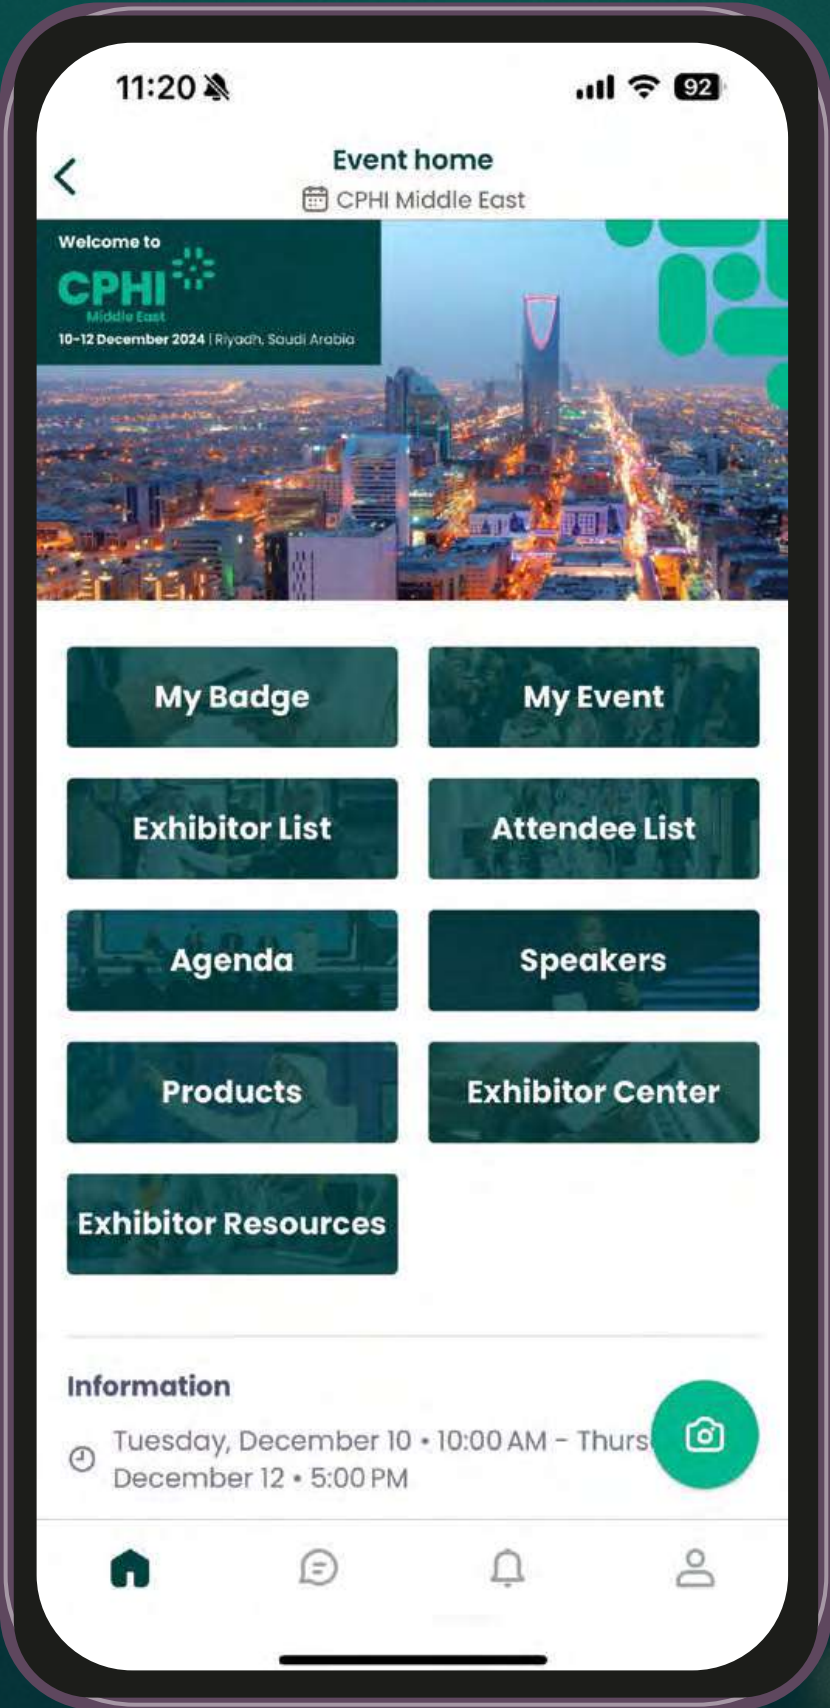 11:20
92
Event home
CPHI Middle East
Welcome to
CPHI
Middle East
10-12 December 2024 | Riyadh, Saudi Arabia
My Badge
My Event
Exhibitor List
Attendee List
Agenda
Speakers
Products
Exhibitor Center
Exhibitor Resources
Information
Tuesday, December 10 • 10:00 AM - Thurs
December 12 • 5:00 PM